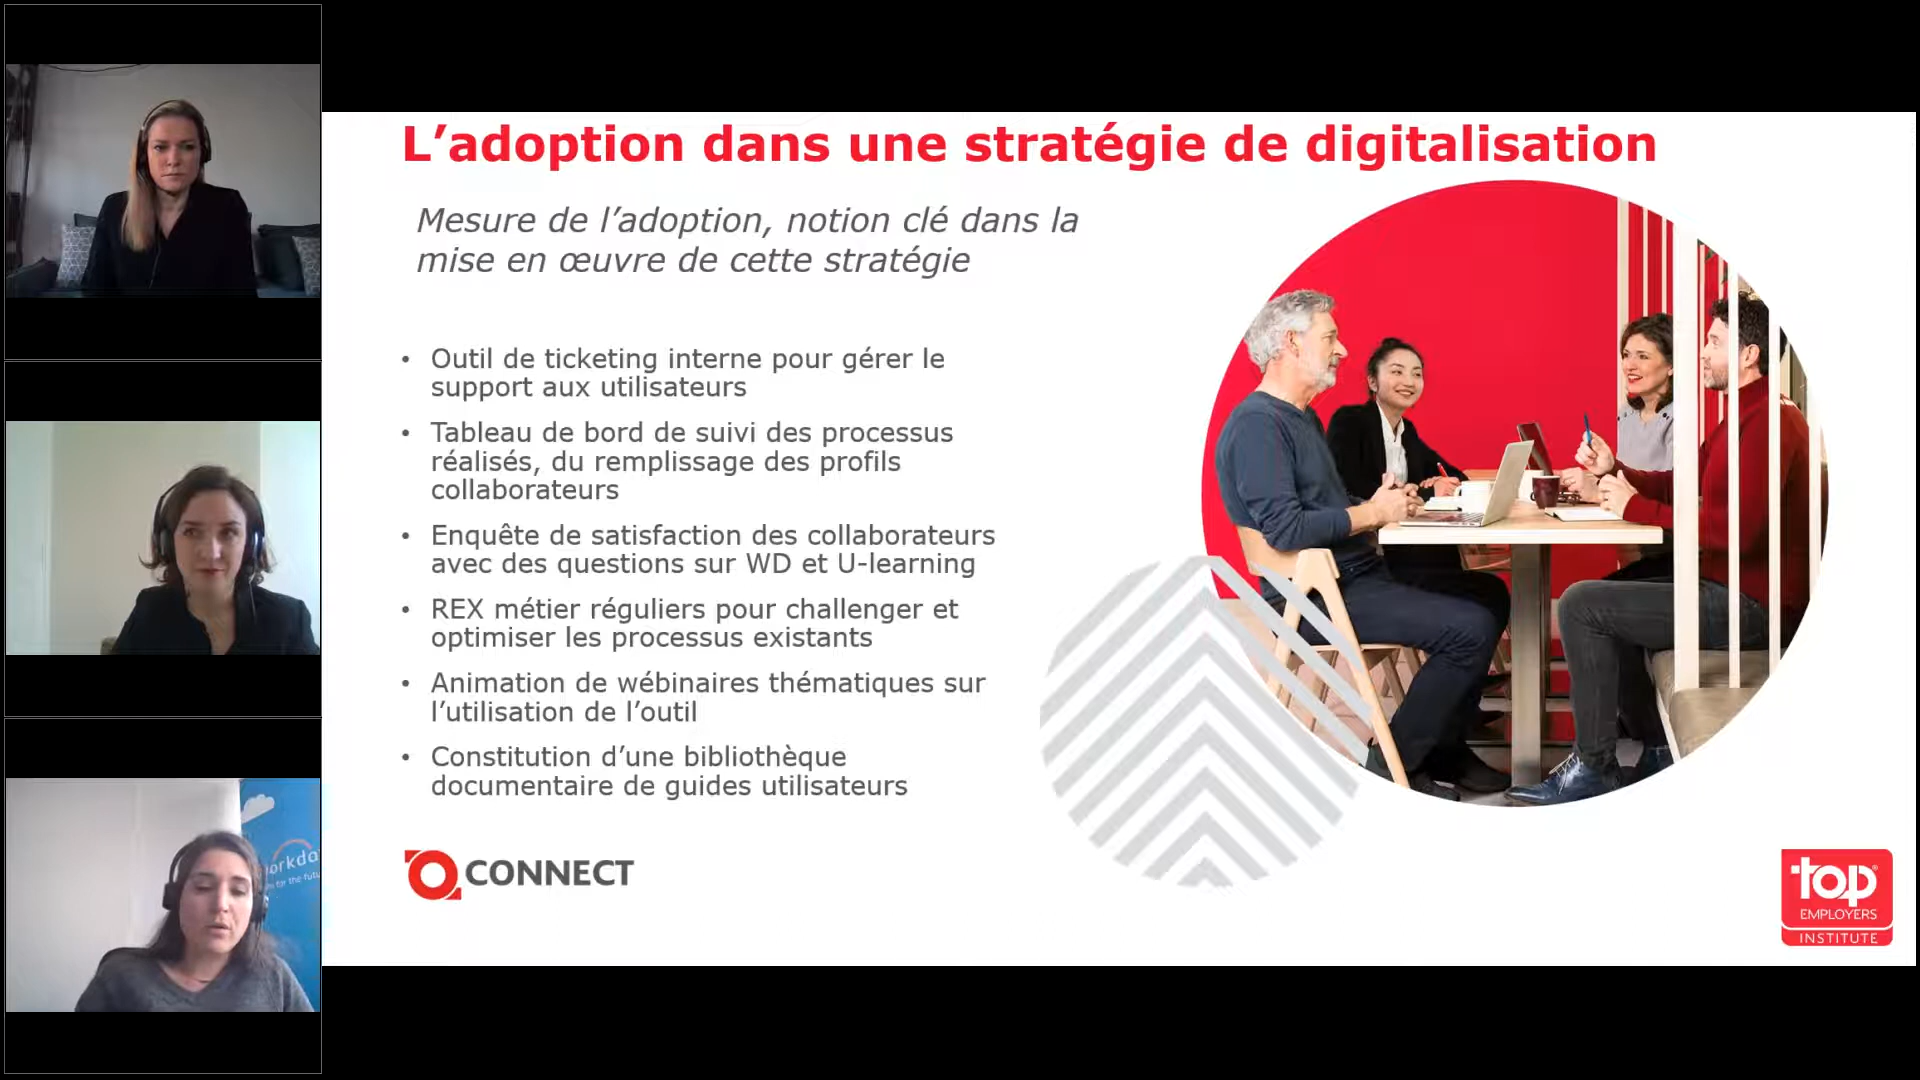 L’adoption dans une stratégie de digitalisation
Mesure de l’adoption, notion clé dans la
mise en œuvre de cette stratégie
• Outil de ticketing interne pour gérer le
support aux utilisateurs
• Tableau de bord de suivi des processus
réalisés, du remplissage des profils
collaborateurs
• Enquête de satisfaction des collaborateurs
avec des questions sur WD et U-learning
• REX métier réguliers pour challenger et
optimiser les processus existants
• Animation de wébinaires thématiques sur
l’utilisation de l’outil
• Constitution d’une bibliothèque
documentaire de guides utilisateurs
CONNECT
top
EMPLOYERS
INSTITUTE
for the